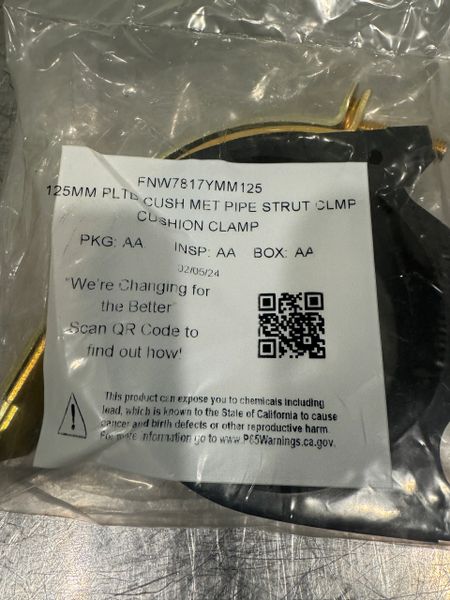 FNW7817YMM125
125MM PLTD CUSH MET PIPE STRUT CLMP
CUSHION CLAMP
PKG: AA INSP: AA BOX: AA
02/05/24
"We're Changing for
the Better"
Scan QR Code to
find out how!
This product can expose you to chemicals including
lead, which is known to the State of California to cause
cancer and birth defects or other reproductive harm.
For more information go to www.P65Warnings.ca.gov.